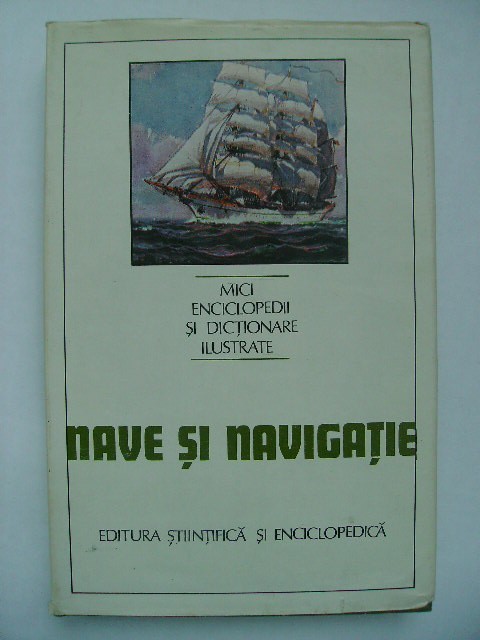 MICI
ENCICLOPEDII
ȘI DICȚIONARE
ILUSTRATE
NAVE ȘI NAVIGAȚIE
EDITURA ȘTIINȚIFICĂ ȘI ENCICLOPEDICĂ